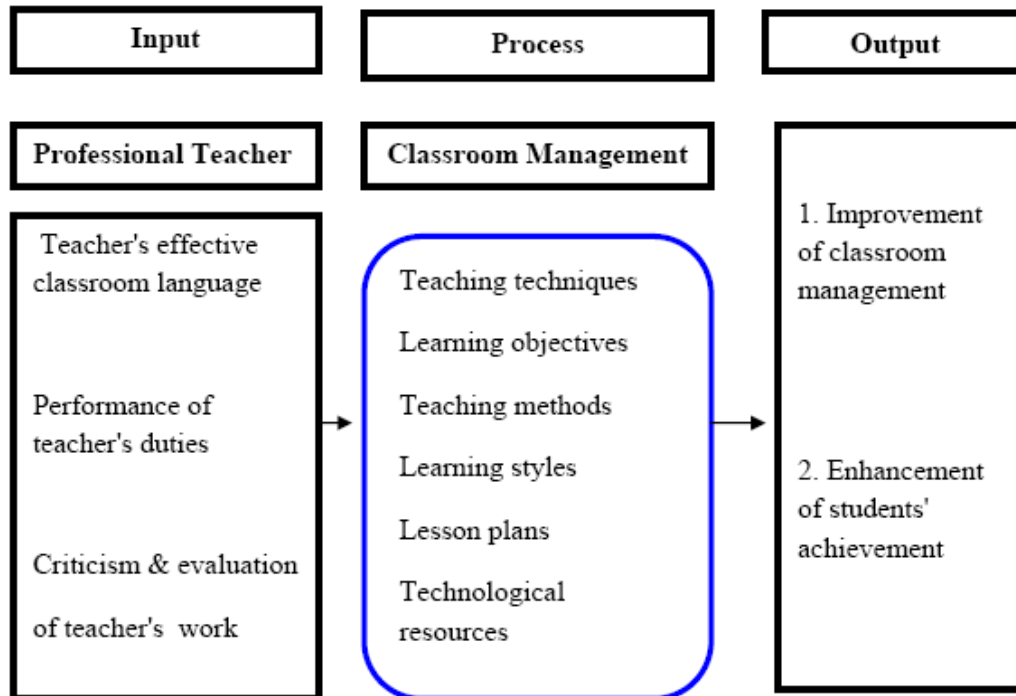 Input
Process
Output
Professional Teacher
Classroom Management
Teacher's effective
classroom language
Performance of
teacher's duties
Criticism & evaluation
of teacher's work
Teaching techniques
Learning objectives
Teaching methods
Learning styles
Lesson plans
Technological
resources
1. Improvement
of classroom
management
2. Enhancement
of students'
achievement